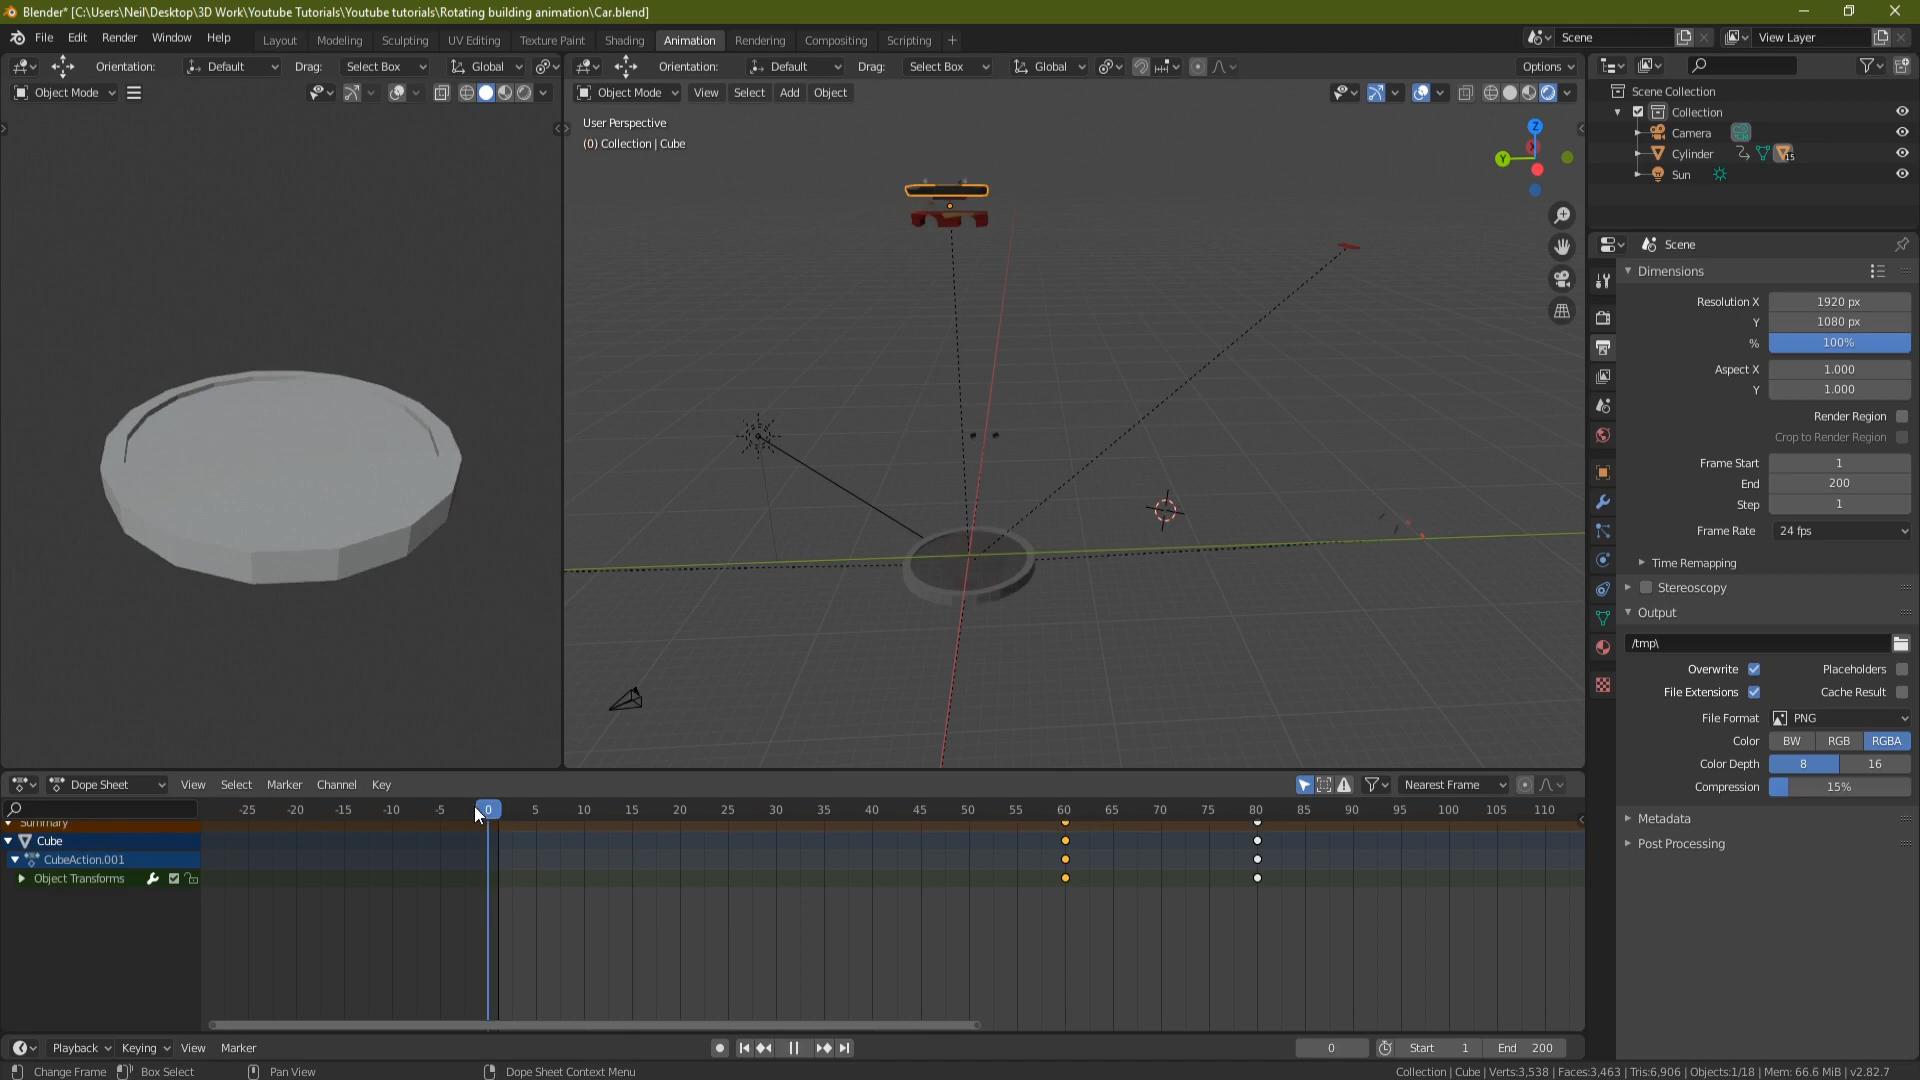 Blender* [C:\Users\Neil\Desktop\3D Work\Youtube Tutorials\Youtube tutorials\Rotating building animation\Car.blend]
File Edit Render Window Help
Layout Modeling Sculpting UV Editing Texture Paint Shading Animation Rendering Compositing Scripting +
Scene
View Layer
Orientation: Default Drag: Select Box Global
Orientation: Default Drag: Select Box Global Options
Object Mode
Object Mode View Select Add Object
User Perspective
(0) Collection | Cube
Z
X
Y
Scene Collection
Collection
Camera
Cylinder 15
Sun
Scene
Dimensions
Resolution X 1920 px
Y 1080 px
% 100%
Aspect X 1.000
Y 1.000
Render Region
Crop to Render Region
Frame Start 1
End 200
Step 1
Frame Rate 24 fps
Time Remapping
Stereoscopy
Output
/tmp\
Overwrite Placeholders
File Extensions Cache Result
File Format PNG
Color BW RGB RGBA
Color Depth 8 16
Compression 15%
Metadata
Post Processing
Dope Sheet View Select Marker Channel Key Nearest Frame
-25 -20 -15 -10 -5 0 5 10 15 20 25 30 35 40 45 50 55 60 65 70 75 80 85 90 95 100 105 110
Summary
Cube
CubeAction.001
Object Transforms
Playback Keying View Marker 0 Start 1 End 200
Change Frame Box Select Pan View Dope Sheet Context Menu
Collection | Cube | Verts:3,538 | Faces:3,463 | Tris:6,906 | Objects:1/18 | Mem: 66.6 MiB | v2.82.7